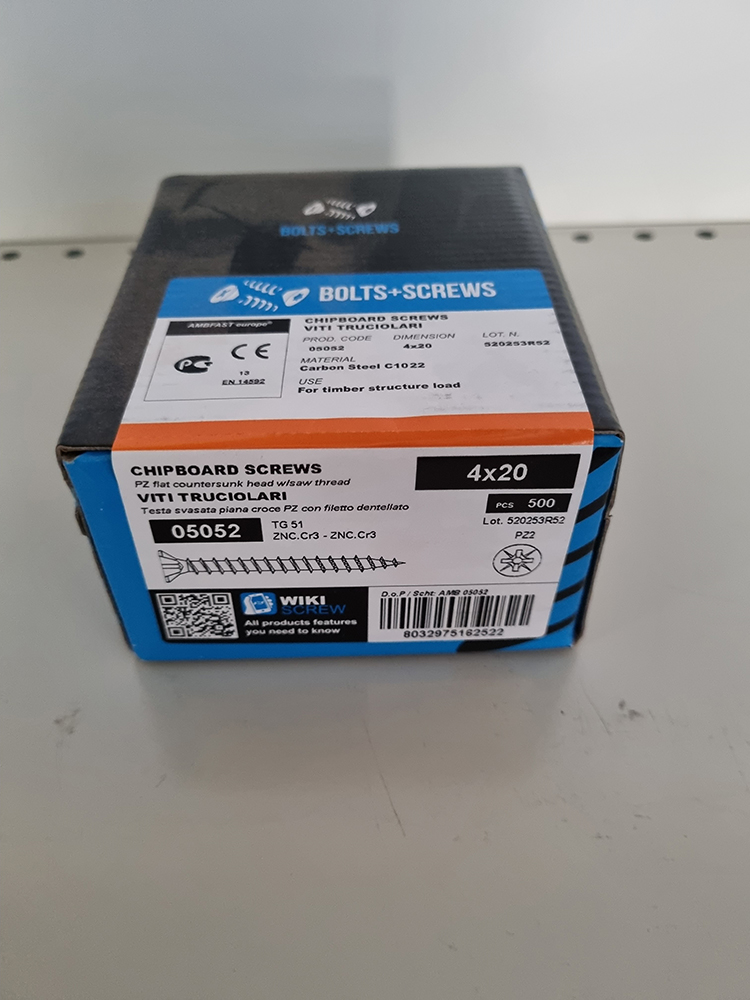 BOLTS+SCREWS
BOLTS+SCREWS
AMBFAST europe
CHIPBOARD SCREWS
VITI TRUCIOLARI
PROD. CODE DIMENSION LOT. N.
05052 4x20 520253R52
MATERIAL
Carbon Steel C1022
USE
For timber structure load
CE
13
EN 14592
CHIPBOARD SCREWS
PZ flat countersunk head w/saw thread
VITI TRUCIOLARI
Testa svasata piana croce PZ con filetto dentellato
05052
TG 51
ZNC.Cr3 - ZNC.Cr3
4x20
PCS 500
Lot. 520253R52
PZ2
WIKI
SCREW
All products features
you need to know
D.o.P / Scht: AMB 05052
8032975162522